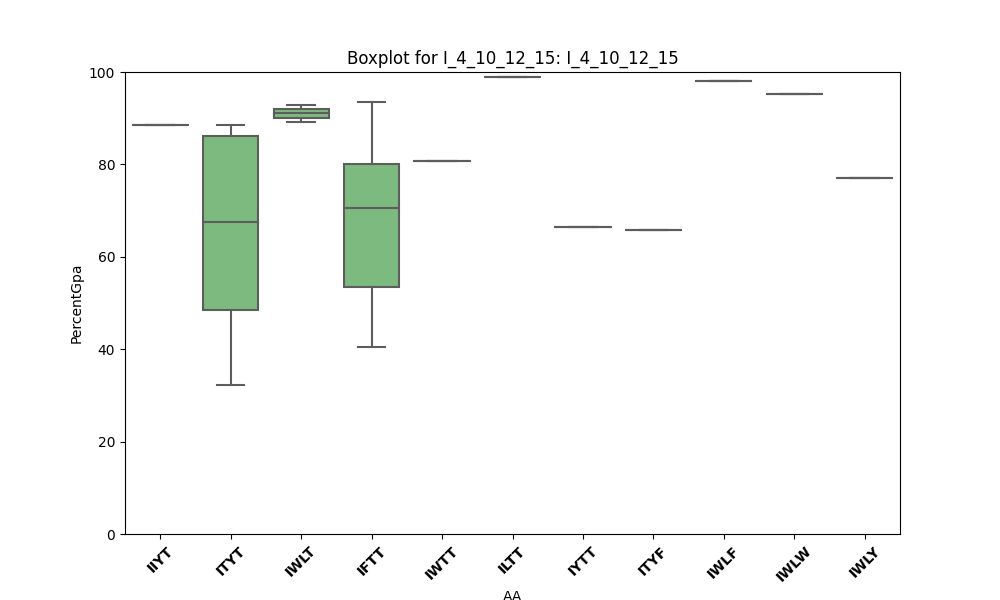 Boxplot for I_4_10_12_15: I_4_10_12_15
PercentGpa
100
80
60
40
20
0
IIYT ITYT IWLT IFTT IWTT ILTT IYTT ITYF IWLF IWLW IWLY
AA